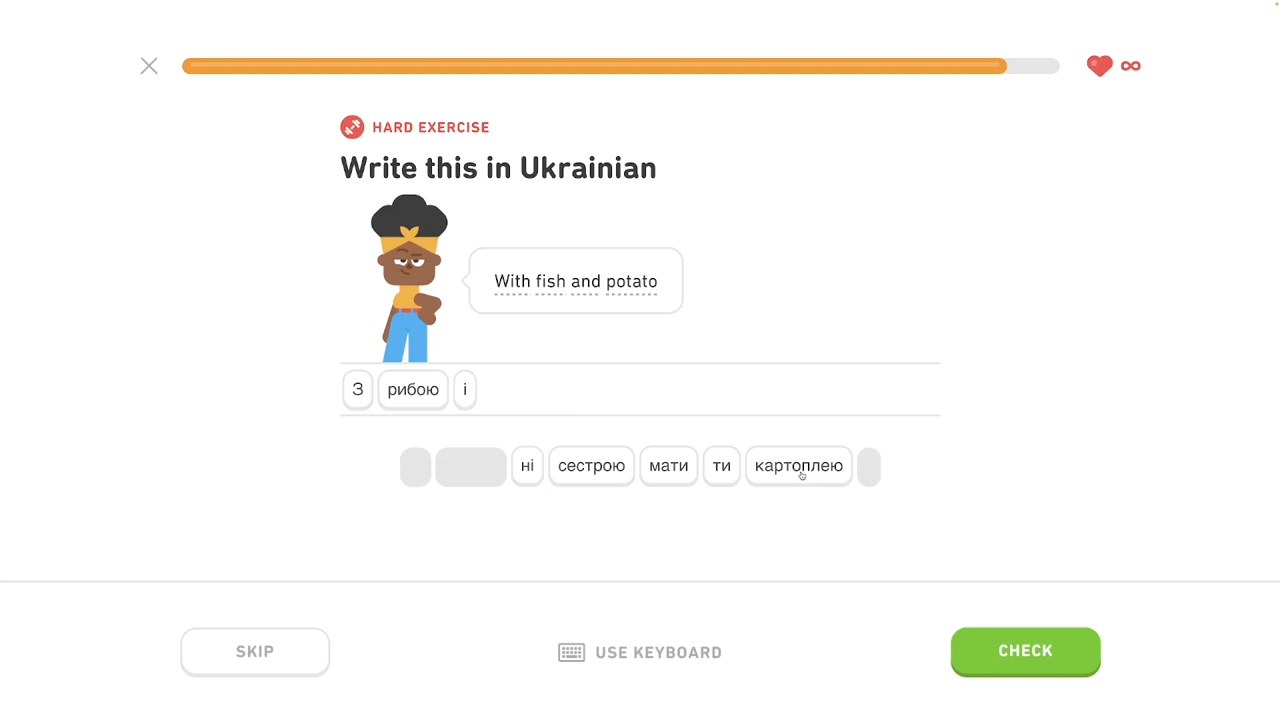 HARD EXERCISE
Write this in Ukrainian
With fish and potato
З рибою і
ні сестрою мати ти картоплею
SKIP USE KEYBOARD CHECK